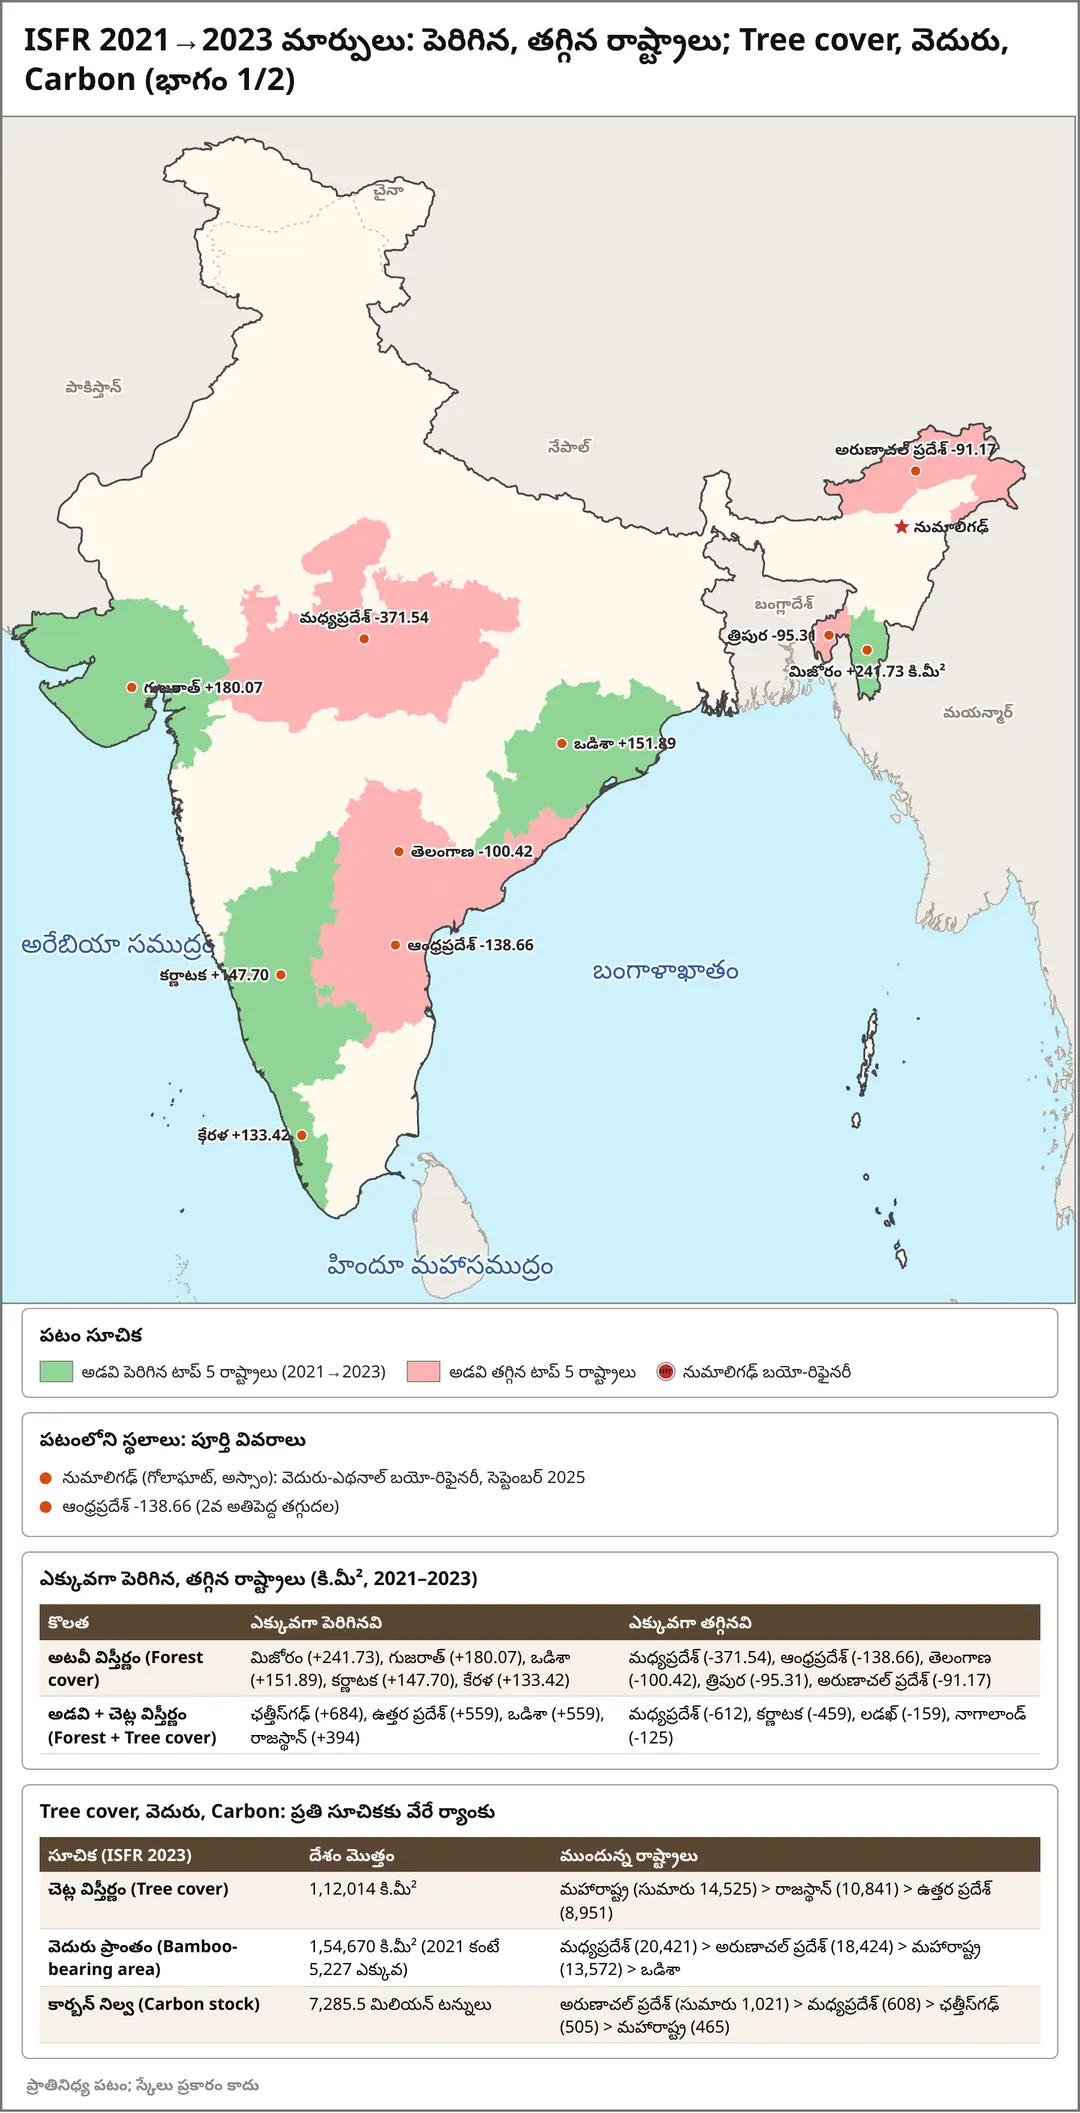 ISFR 2021→2023 మార్పులు: పెరిగిన, తగ్గిన రాష్ట్రాలు; Tree cover, వెదురు,
Carbon (భాగం 1/2)
చైనా
పాకిస్తాన్
నేపాల్
అరుణాచల్ ప్రదేశ్ -91.17
నుమాలిగఢ్
బంగ్లాదేశ్
మధ్యప్రదేశ్ -371.54
త్రిపుర -95.31
మిజోరం +241.73 కి.మీ²
గుజరాత్ +180.07
మయన్మార్
ఒడిశా +151.89
తెలంగాణ -100.42
అరేబియా సముద్రం
ఆంధ్రప్రదేశ్ -138.66
కర్ణాటక +147.70
బంగాళాఖాతం
కేరళ +133.42
హిందూ మహాసముద్రం
పటం సూచిక
అడవి పెరిగిన టాప్ 5 రాష్ట్రాలు (2021→2023)
అడవి తగ్గిన టాప్ 5 రాష్ట్రాలు
నుమాలిగఢ్ బయో-రిఫైనరీ
పటంలోని స్థలాలు: పూర్తి వివరాలు
నుమాలిగఢ్ (గోలాఘాట్, అస్సాం): వెదురు-ఎథనాల్ బయో-రిఫైనరీ, సెప్టెంబర్ 2025
ఆంధ్రప్రదేశ్ -138.66 (2వ అతిపెద్ద తగ్గుదల)
ఎక్కువగా పెరిగిన, తగ్గిన రాష్ట్రాలు (కి.మీ², 2021–2023)
కొలత
ఎక్కువగా పెరిగినవి
ఎక్కువగా తగ్గినవి
అటవీ విస్తీర్ణం (Forest
cover)
మిజోరం (+241.73), గుజరాత్ (+180.07), ఒడిశా
(+151.89), కర్ణాటక (+147.70), కేరళ (+133.42)
మధ్యప్రదేశ్ (-371.54), ఆంధ్రప్రదేశ్ (-138.66), తెలంగాణ
(-100.42), త్రిపుర (-95.31), అరుణాచల్ ప్రదేశ్ (-91.17)
అడవి + చెట్ల విస్తీర్ణం
(Forest + Tree cover)
ఛత్తీస్‌గఢ్ (+684), ఉత్తర ప్రదేశ్ (+559), ఒడిశా (+559),
రాజస్థాన్ (+394)
మధ్యప్రదేశ్ (-612), కర్ణాటక (-459), లడఖ్ (-159), నాగాలాండ్
(-125)
Tree cover, వెదురు, Carbon: ప్రతి సూచికకు వేరే ర్యాంకు
సూచిక (ISFR 2023)
దేశం మొత్తం
ముందున్న రాష్ట్రాలు
చెట్ల విస్తీర్ణం (Tree cover)
1,12,014 కి.మీ²
మహారాష్ట్ర (సుమారు 14,525) > రాజస్థాన్ (10,841) > ఉత్తర ప్రదేశ్
(8,951)
వెదురు ప్రాంతం (Bamboo-
bearing area)
1,54,670 కి.మీ² (2021 కంటే
5,227 ఎక్కువ)
మధ్యప్రదేశ్ (20,421) > అరుణాచల్ ప్రదేశ్ (18,424) > మహారాష్ట్ర
(13,572) > ఒడిశా
కార్బన్ నిల్వ (Carbon stock)
7,285.5 మిలియన్ టన్నులు
అరుణాచల్ ప్రదేశ్ (సుమారు 1,021) > మధ్యప్రదేశ్ (608) > ఛత్తీస్‌గఢ్
(505) > మహారాష్ట్ర (465)
ప్రాతినిధ్య పటం; స్కేలు ప్రకారం కాదు